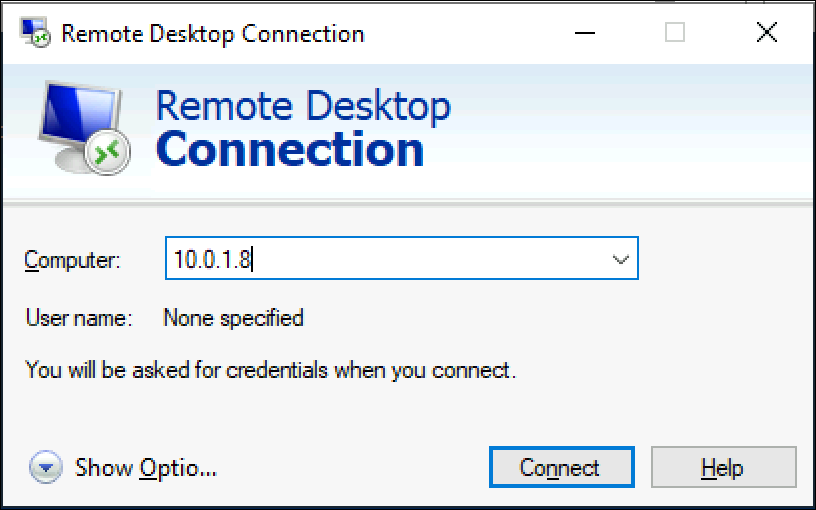 Remote Desktop Connection
Remote Desktop
Connection
Computer: 10.0.1.8
User name: None specified
You will be asked for credentials when you connect.
Show Optio... Connect Help